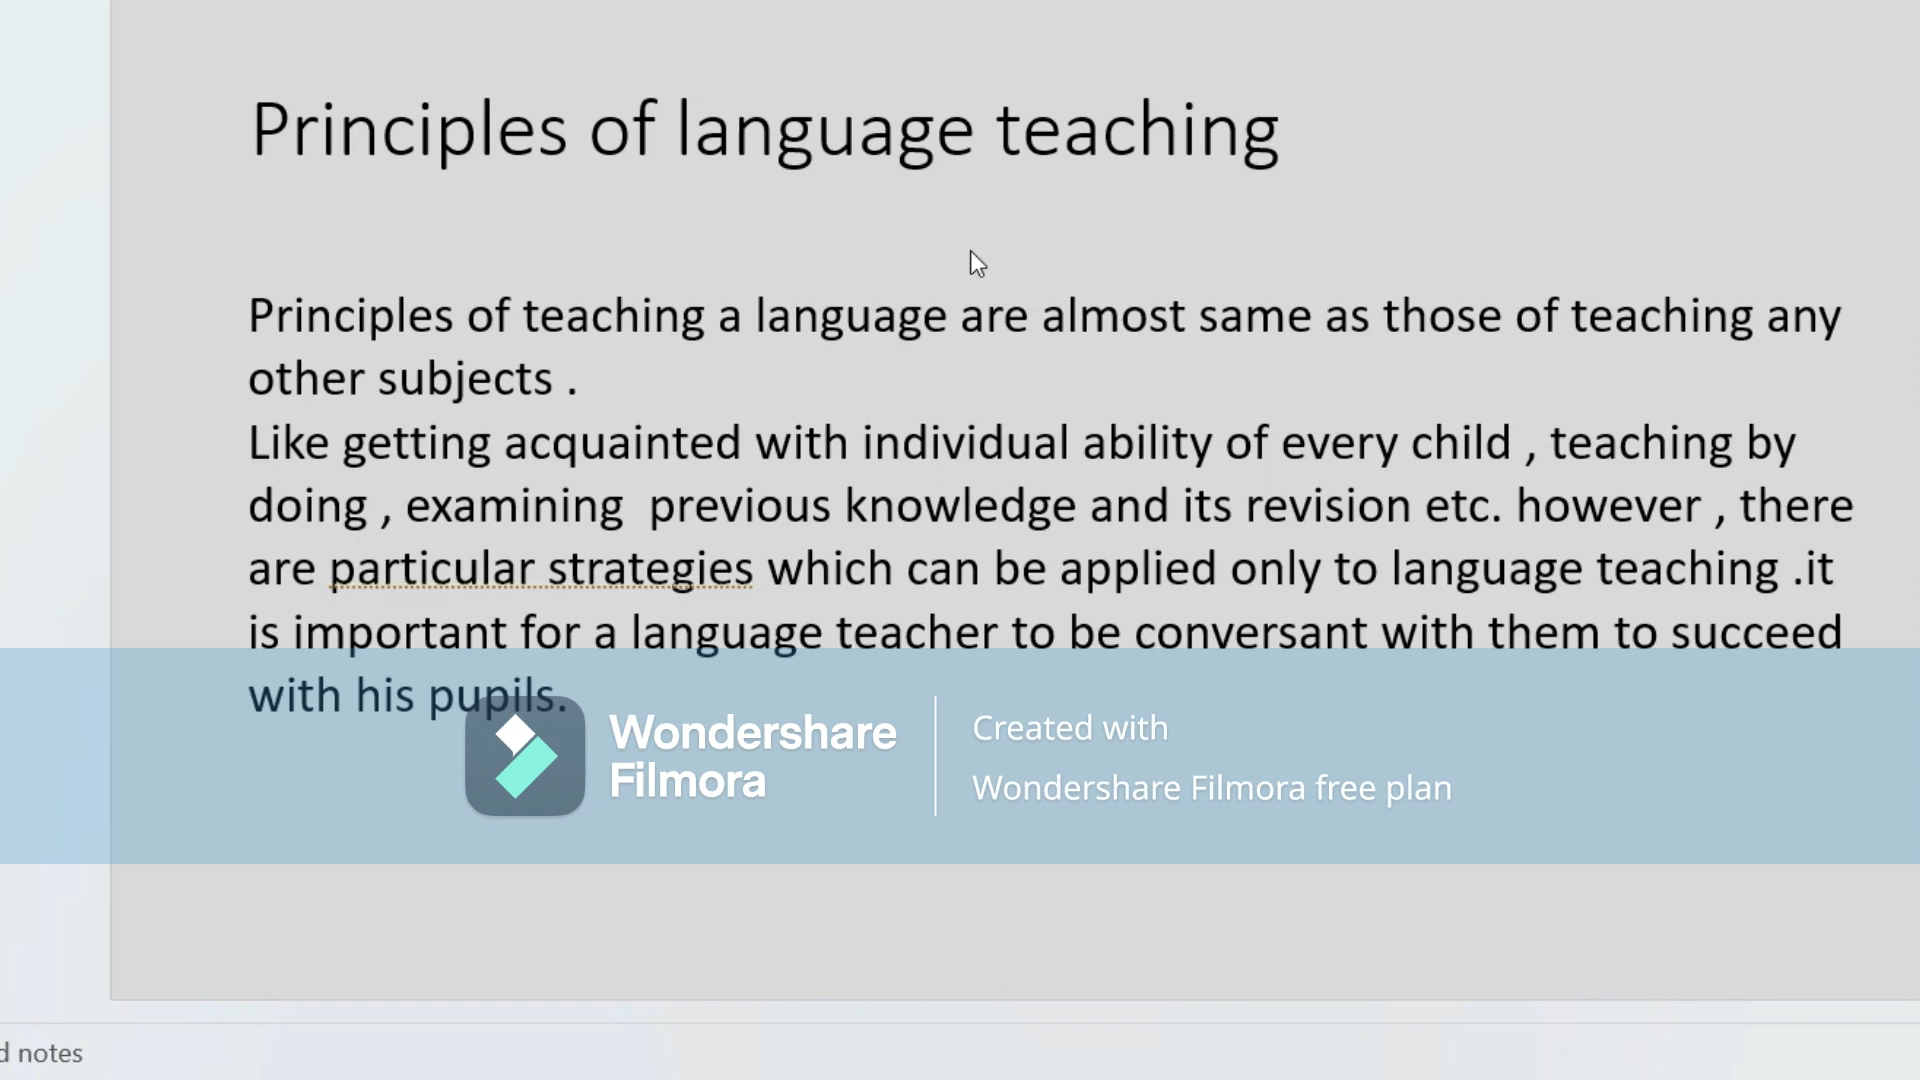 Principles of language teaching
Principles of teaching a language are almost same as those of teaching any
other subjects .
Like getting acquainted with individual ability of every child , teaching by
doing , examining  previous knowledge and its revision etc. however , there
are particular strategies which can be applied only to language teaching .it
is important for a language teacher to be conversant with them to succeed
with his pupils.
Wondershare
Filmora
Created with
Wondershare Filmora free plan
notes